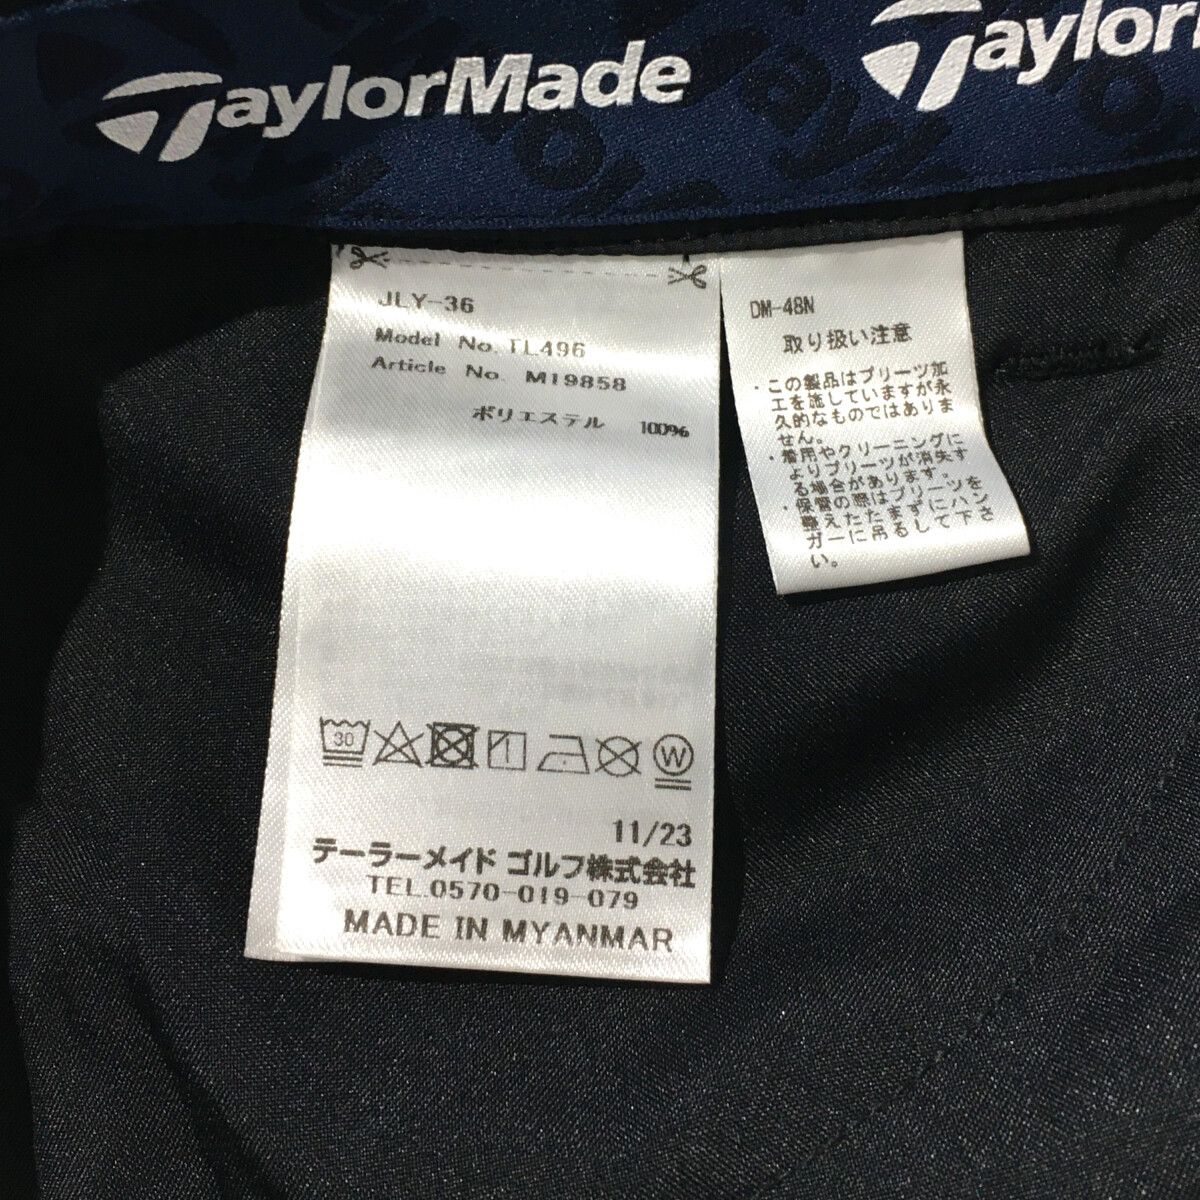 TaylorMade
Taylor
JLY-36
Model No. TL496
Article No. M19858
ポリエステル 100%
30
W
11/23
テーラーメイド ゴルフ株式会社
TEL.0570-019-079
MADE IN MYANMAR
DM-48N
取り扱い注意
・この製品はプリーツ加
工を施していますが永
久的なものではありま
せん。
・着用やクリーニングに
よりプリーツが消失す
る場合があります。
・保管の際はプリーツを
整えたたまずにハン
ガーに吊るして下さ
い。